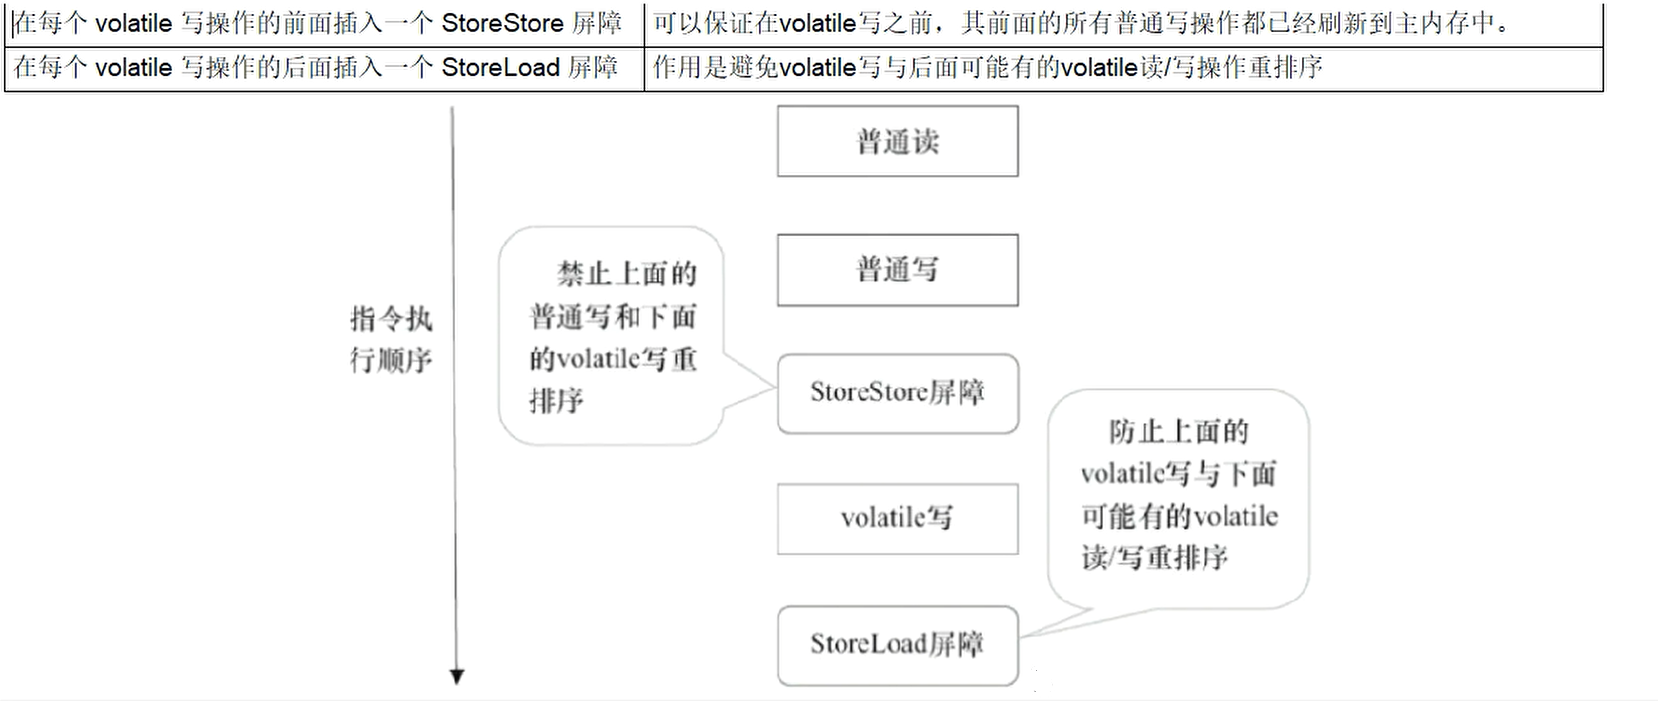 在每个 volatile 写操作的前面插入一个 StoreStore 屏障
可以保证在volatile写之前，其前面的所有普通写操作都已经刷新到主内存中。
在每个 volatile 写操作的后面插入一个 StoreLoad 屏障
作用是避免volatile写与后面可能有的volatile读/写操作重排序
普通读
普通写
禁止上面的
普通写和下面
的volatile写重
排序
指令执
行顺序
StoreStore屏障
防止上面的
volatile写与下面
可能有的volatile
读/写重排序
volatile写
StoreLoad屏障